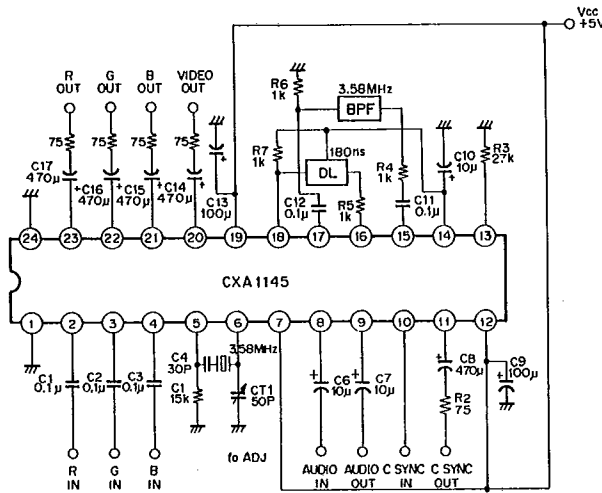 Vcc
+5V
R
OUT
G
OUT
B
OUT
VIDEO
OUT
R6
1k
3.58MHz
BPF
75
75
75
75
R7
1k
180ns
DL
R4
1k
C10
10μ
R3
27k
C17
470μ
C16
470μ
C15
470μ
C14
470μ
C13
100μ
C12
0.1μ
R5
1k
C11
0.1μ
24
23
22
21
20
19
18
17
16
15
14
13
CXA1145
1
2
3
4
5
6
7
8
9
10
11
12
C1
0.1μ
C2
0.1μ
C3
0.1μ
C4
30P
3.58MHz
C1
15k
CT1
50P
C6
10μ
C7
10μ
C8
470μ
R2
75
C9
100μ
fo ADJ
R
IN
G
IN
B
IN
AUDIO
IN
AUDIO
OUT
C SYNC
IN
C SYNC
OUT